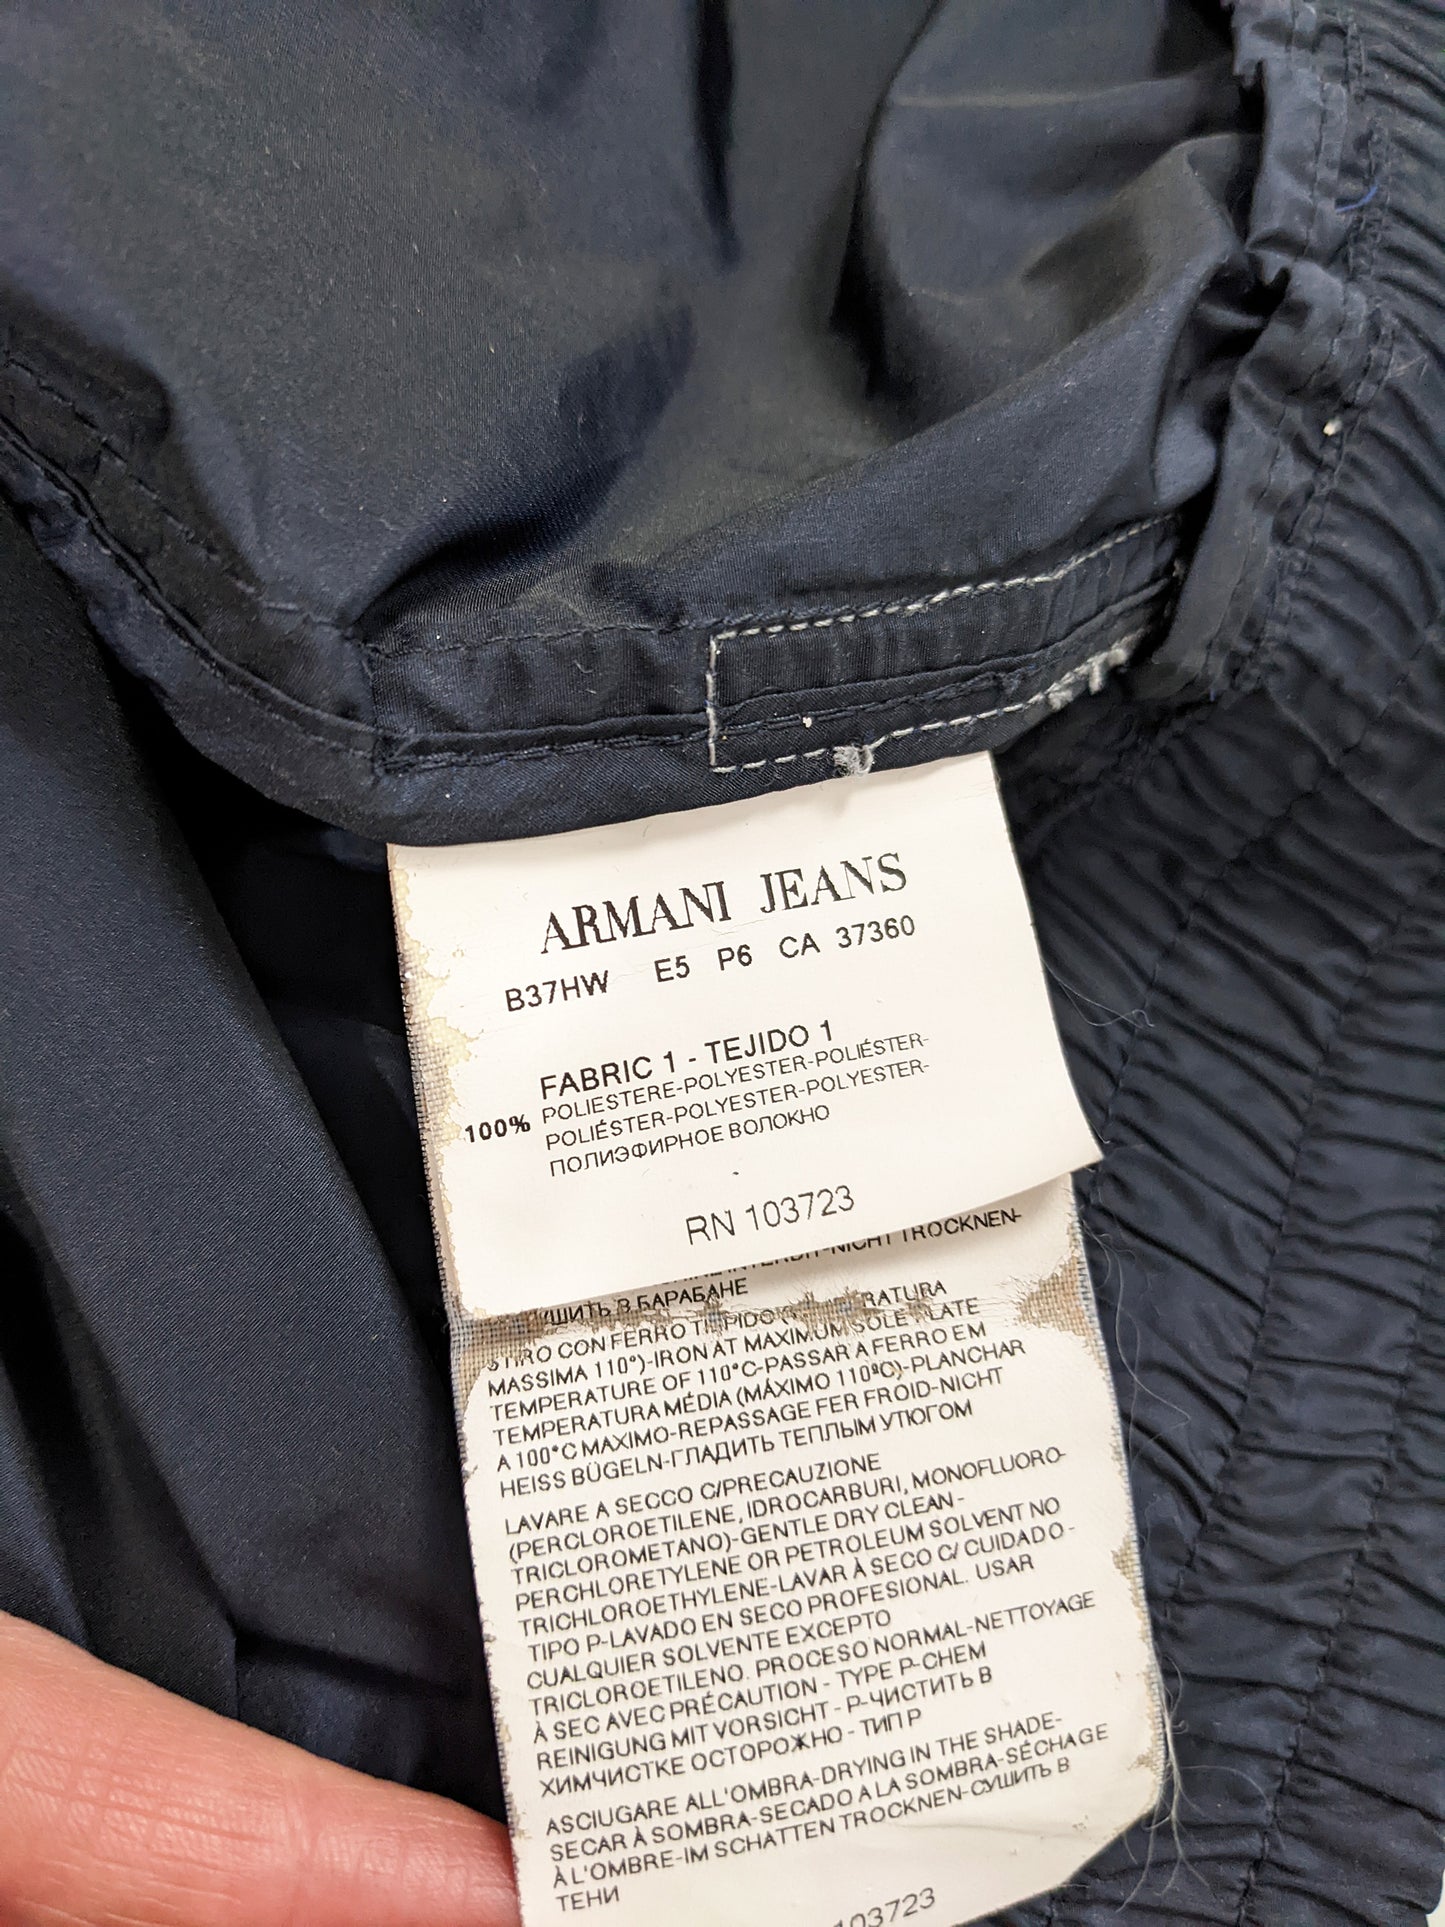 ARMANI JEANS
B37HW E5 P6 CA 37360
FABRIC 1 - TEJIDO 1
100% POLIESTERE-POLYESTER-POLIÉSTER-
POLIÉSTER-POLYESTER-POLYESTER-
ПОЛИЭФИРНОЕ ВОЛОКНО
RN 103723
-NICHT TROCKNEN-
В БАРАБАНЕ
CON FERRO
MASSIMA 110°)-IRON AT MAXIMUM SOLE PLATE
TEMPERATURE OF 110°C-PASSAR A FERRO EM
TEMPERATURA MÉDIA (MÁXIMO 110ºC)-PLANCHAR
A 100°C MAXIMO-REPASSAGE FER FROID-NICHT
HEISS BÜGELN-ГЛАДИТЬ ТЕПЛЫМ УТЮГОМ
LAVARE A SECCO C/PRECAUZIONE
(PERCLOROETILENE, IDROCARBURI, MONOFLUORO-
TRICLOROMETANO)-GENTLE DRY CLEAN-
PERCHLORETYLENE OR PETROLEUM SOLVENT NO
TRICHLOROETHYLENE-LAVAR À SECO C/ CUIDADO-
TIPO P-LAVADO EN SECO PROFESIONAL. USAR
CUALQUIER SOLVENTE EXCEPTO
TRICLOROETILENO. PROCESO NORMAL-NETTOYAGE
À SEC AVEC PRÉCAUTION - TYPE P-CHEM
REINIGUNG MIT VORSICHT - P-ЧИСТИТЬ В
ХИМЧИСТКЕ ОСТОРОЖНО - ТИП P
ASCIUGARE ALL'OMBRA-DRYING IN THE SHADE-
SECAR À SOMBRA-SECADO A LA SOMBRA-SÉCHAGE
À L'OMBRE-IM SCHATTEN TROCKNEN-СУШИТЬ В
ТЕНИ
103723